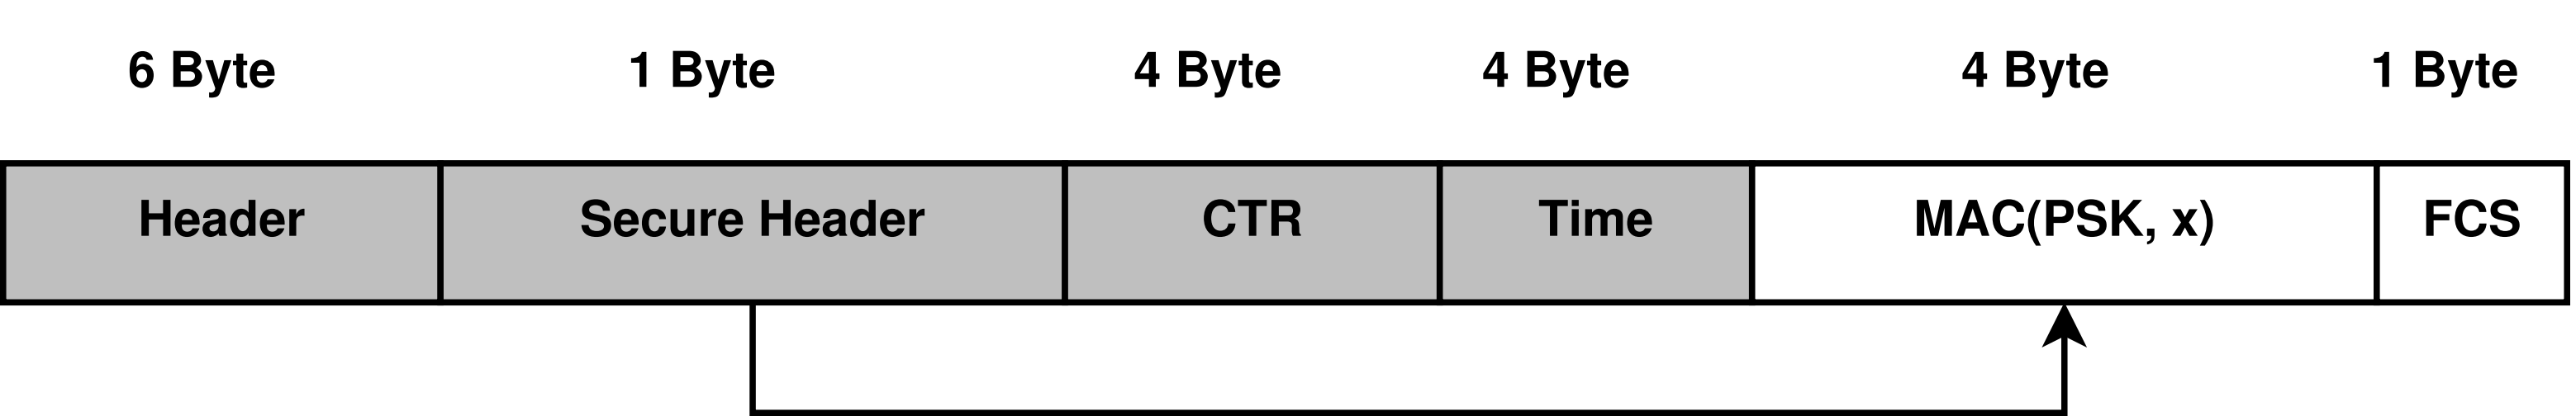 6 Byte 1 Byte 4 Byte 4 Byte 4 Byte 1 Byte
Header Secure Header CTR Time MAC(PSK, x) FCS